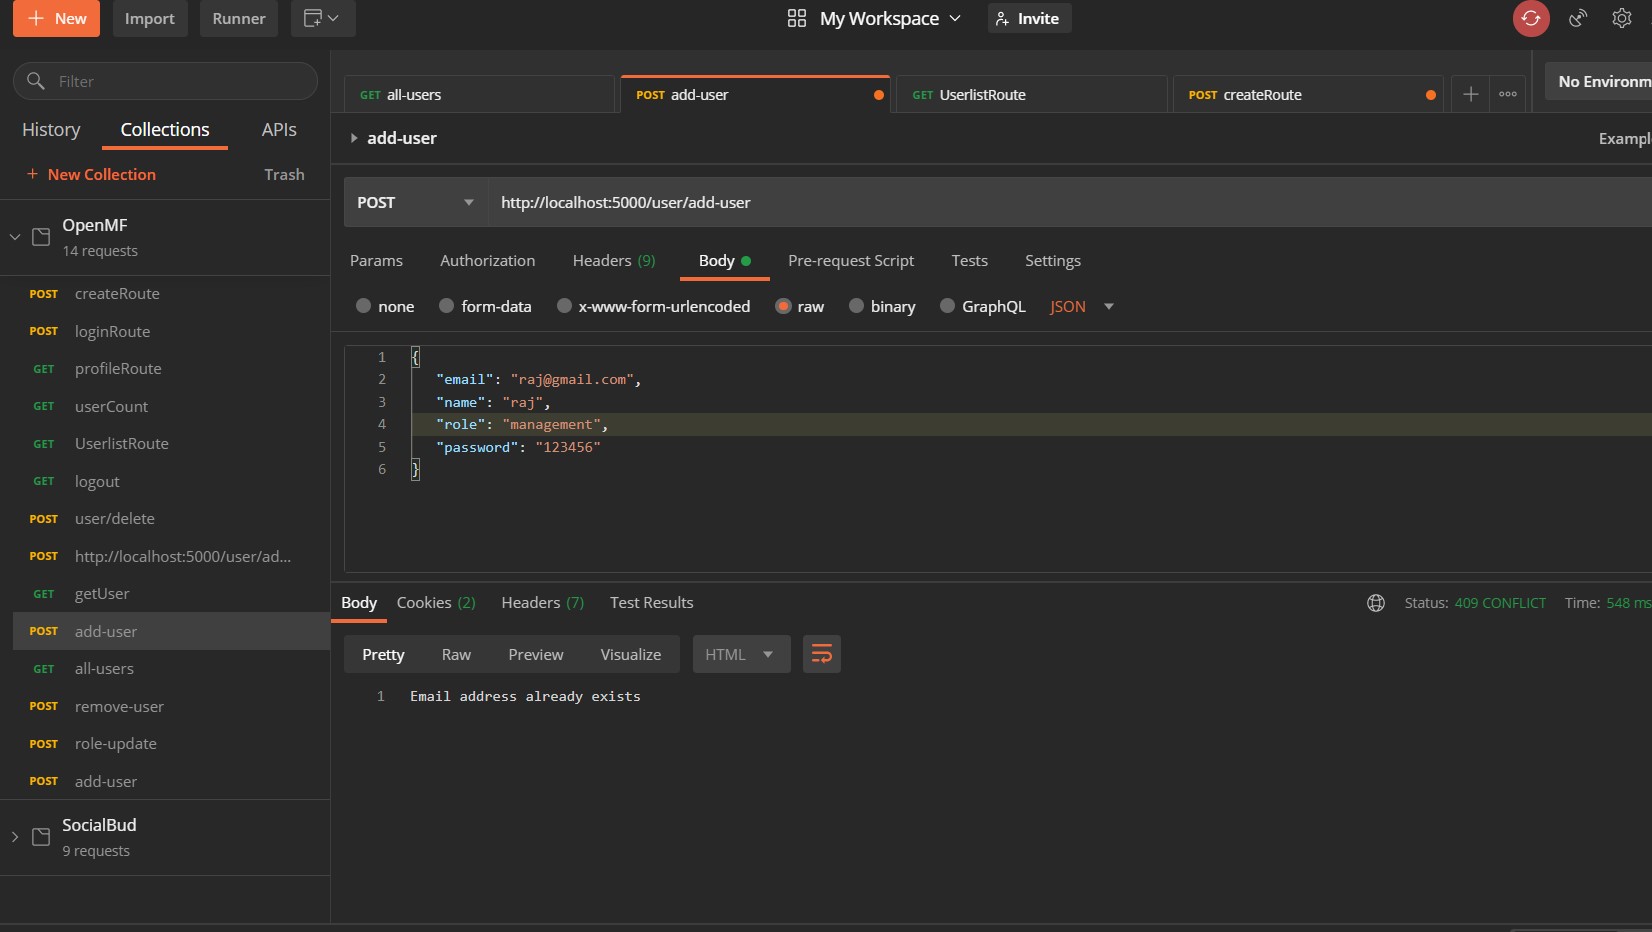 New Import Runner My Workspace Invite
Filter
GET all-users POST add-user GET UserlistRoute POST createRoute No Environm
History Collections APIs
add-user Exampl
New Collection Trash
POST http://localhost:5000/user/add-user
OpenMF
14 requests
Params Authorization Headers (9) Body Pre-request Script Tests Settings
none form-data x-www-form-urlencoded raw binary GraphQL JSON
POST createRoute
POST loginRoute
GET profileRoute
GET userCount
GET UserlistRoute
GET logout
POST user/delete
POST http://localhost:5000/user/ad...
GET getUser
POST add-user
GET all-users
POST remove-user
POST role-update
POST add-user
SocialBud
9 requests
1 {
2 "email": "raj@gmail.com",
3 "name": "raj",
4 "role": "management",
5 "password": "123456"
6 }
Body Cookies (2) Headers (7) Test Results Status: 409 CONFLICT Time: 548 ms
Pretty Raw Preview Visualize HTML
1 Email address already exists